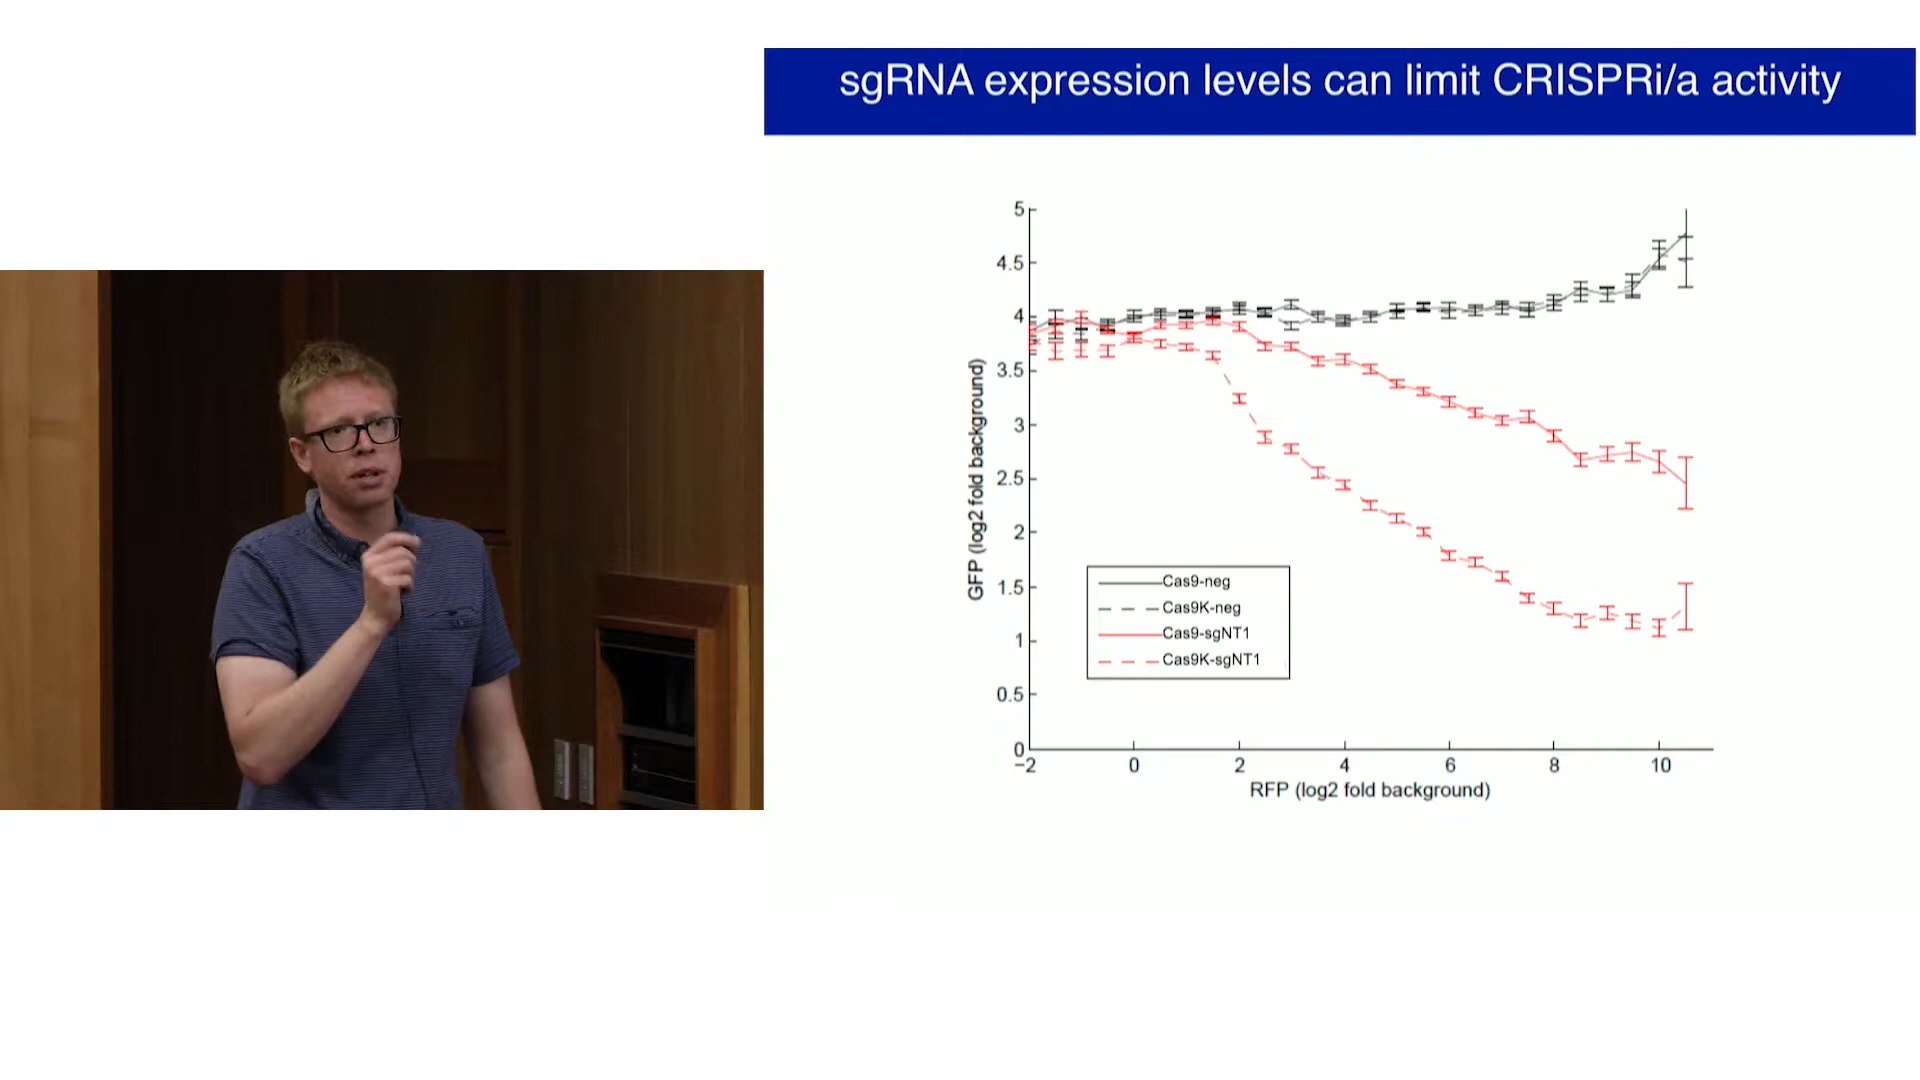 sgRNA expression levels can limit CRISPRi/a activity
5
4.5
4
3.5
3
2.5
2
1.5
1
0.5
0
GFP (log2 fold background)
Cas9-neg
Cas9K-neg
Cas9-sgNT1
Cas9K-sgNT1
−2 0 2 4 6 8 10
RFP (log2 fold background)